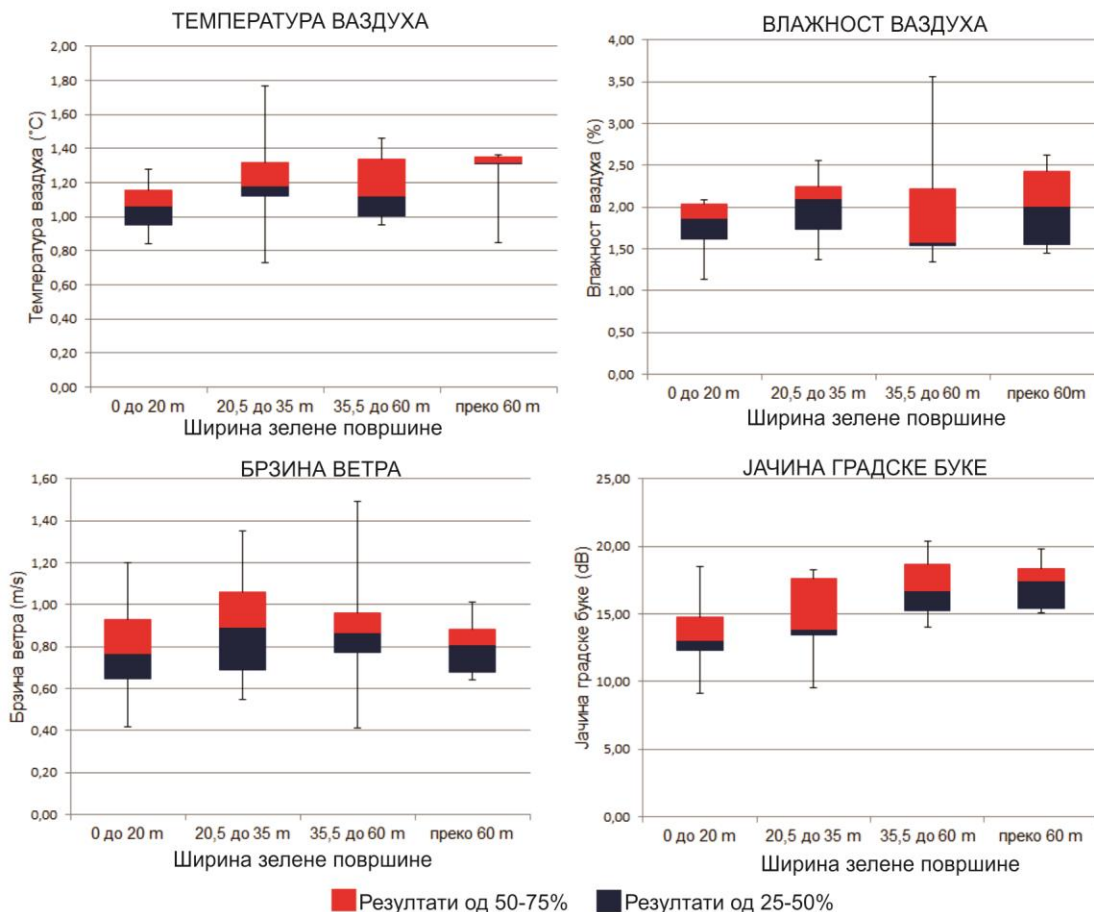 ТЕМПЕРАТУРА ВАЗДУХА
Температура ваздуха (°C)
2,00
1,80
1,60
1,40
1,20
1,00
0,80
0,60
0,40
0,20
0,00
0 до 20 m 20,5 до 35 m 35,5 до 60 m преко 60 m
Ширина зелене површине
ВЛАЖНОСТ ВАЗДУХА
Влажност ваздуха (%)
4,00
3,50
3,00
2,50
2,00
1,50
1,00
0,50
0,00
0 до 20 m 20,5 до 35 m 35,5 до 60 m преко 60m
Ширина зелене површине
БРЗИНА ВЕТРА
Брзина ветра (m/s)
1,60
1,40
1,20
1,00
0,80
0,60
0,40
0,20
0,00
0 до 20 m 20,5 до 35 m 35,5 до 60 m преко 60 m
Ширина зелене површине
ЈАЧИНА ГРАДСКЕ БУКЕ
Јачина градске буке (dB)
25,00
20,00
15,00
10,00
5,00
0,00
0 до 20 m 20,5 до 35 m 35,5 до 60 m преко 60 m
Ширина зелене површине
Резултати од 50-75% Резултати од 25-50%